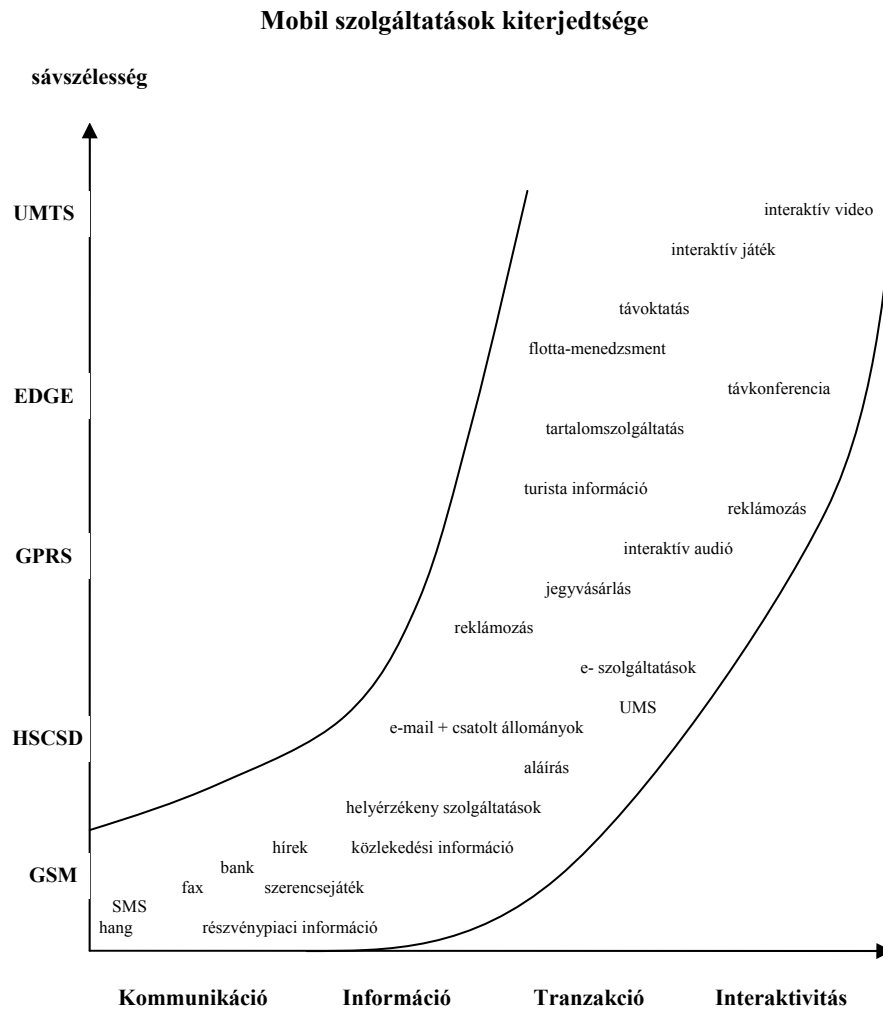 Mobil szolgáltatások kiterjedtsége
sávszélesség
UMTS
interaktív video
interaktív játék
távoktatás
flotta-menedzsment
EDGE
távkonferencia
tartalomszolgáltatás
turista információ
reklámozás
GPRS
interaktív audió
jegyvásárlás
reklámozás
e- szolgáltatások
UMS
HSCSD
e-mail + csatolt állományok
aláírás
helyérzékeny szolgáltatások
hírek
közlekedési információ
bank
GSM
fax
szerencsejáték
SMS
hang
részvénypiaci információ
Kommunikáció
Információ
Tranzakció
Interaktivitás